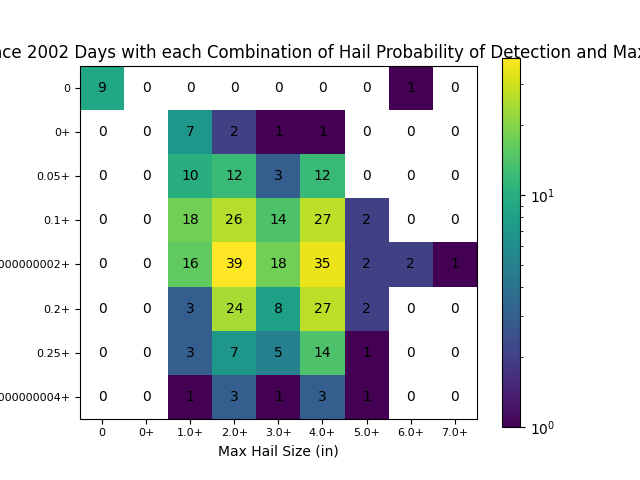 2002 Days with each Combination of Hail Probability of Detection and
0 9 0 0 0 0 0 0 1 0
0+ 0 0 7 2 1 1 0 0 0
0.05+ 0 0 10 12 3 12 0 0 0
0.1+ 0 0 18 26 14 27 2 0 0
000000002+ 0 0 16 39 18 35 2 2 1
0.2+ 0 0 3 24 8 27 2 0 0
0.25+ 0 0 3 7 5 14 1 0 0
000000004+ 0 0 1 3 1 3 1 0 0
0 0+ 1.0+ 2.0+ 3.0+ 4.0+ 5.0+ 6.0+ 7.0+
Max Hail Size (in)
10¹
10⁰